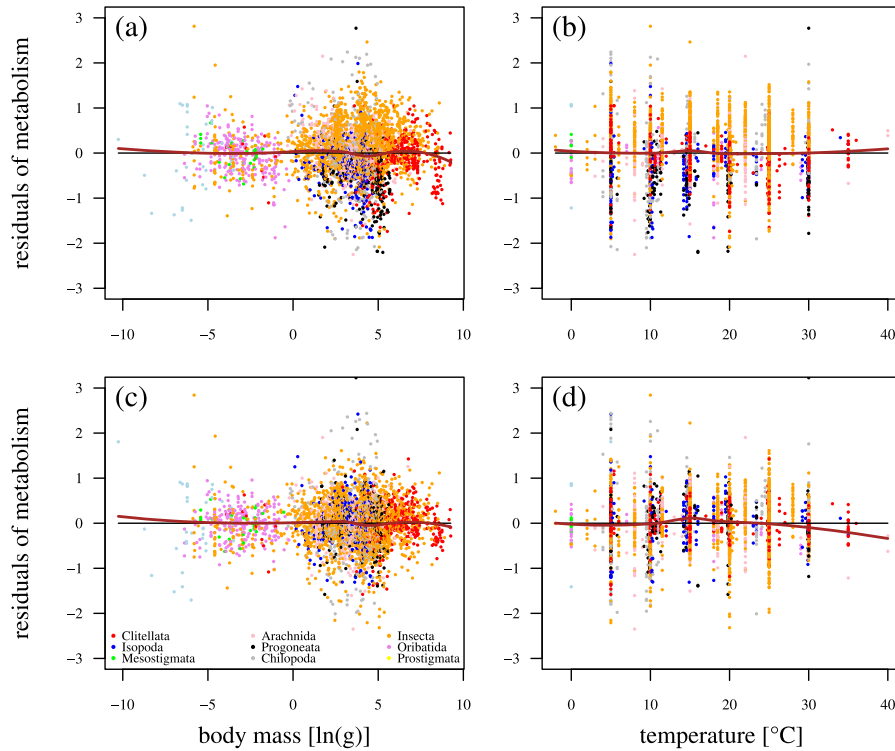 (a)
residuals of metabolism
3
2
1
0
−1
−2
−3
−10 −5 0 5 10
(b)
3
2
1
0
−1
−2
−3
0 10 20 30 40
(c)
residuals of metabolism
3
2
1
0
−1
−2
−3
Clitellata Arachnida Insecta
Isopoda Progoneata Oribatida
Mesostigmata Chilopoda Prostigmata
−10 −5 0 5 10
body mass [ln(g)]
(d)
3
2
1
0
−1
−2
−3
0 10 20 30 40
temperature [°C]